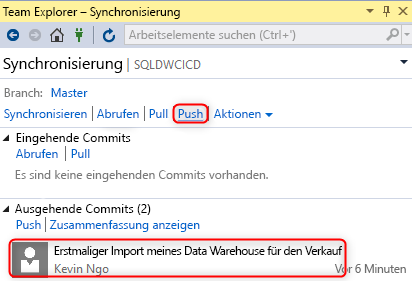 Team Explorer – Synchronisierung
Arbeitselemente suchen (Ctrl+')
Synchronisierung | SQLDWCICD
Branch: Master
Synchronisieren | Abrufen | Pull | Push | Aktionen
Eingehende Commits
Abrufen | Pull
Es sind keine eingehenden Commits vorhanden.
Ausgehende Commits (2)
Push | Zusammenfassung anzeigen
Erstmaliger Import meines Data Warehouse für den Verkauf
Kevin Ngo Vor 6 Minuten